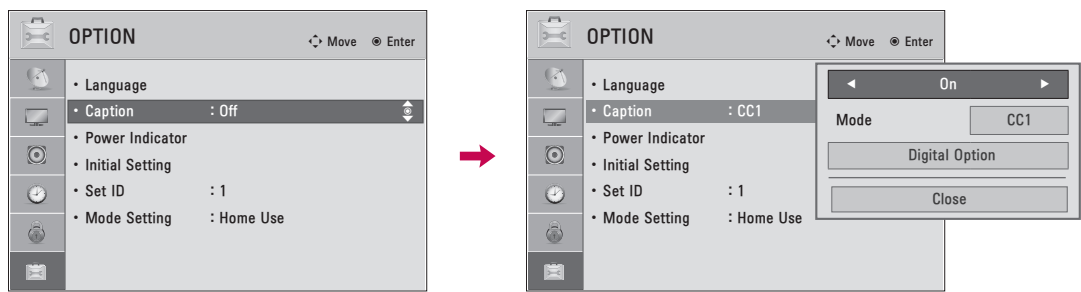 OPTION
Move Enter
• Language
• Caption : Off
• Power Indicator
• Initial Setting
• Set ID : 1
• Mode Setting : Home Use
OPTION
Move Enter
• Language
• Caption : CC1
• Power Indicator
• Initial Setting
• Set ID : 1
• Mode Setting : Home Use
◄ On ►
Mode CC1
Digital Option
Close